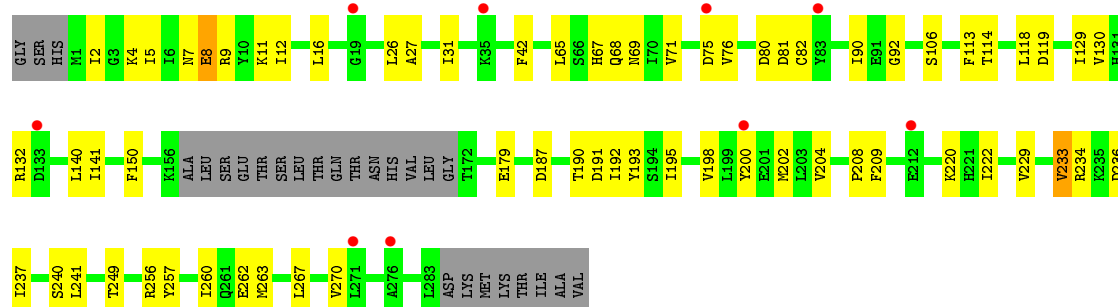 GLY SER HIS M1 I2 G3 K4 I5 I6 N7 E8 R9 Y10 K11 I12 L16 G19 L26 A27 I31 K35 F42 L65 S66 H67 Q68 N69 I70 V71 D75 V76 D80 D81 C82 Y83 I90 E91 G92 S106 F113 T114 L118 D119 I129 V130 H131
R132 D133 L140 I141 F150 K156 ALA LEU SER GLU THR SER LEU THR GLN THR ASN HIS VAL LEU GLY T172 E179 D187 T190 D191 I192 Y193 S194 I195 V198 L199 Y200 E201 M202 L203 V204 P208 F209 E212 K220 H221 I222 V229 V233 R234 K235 D236
I237 S240 L241 T249 R256 Y257 I260 Q261 E262 M263 L267 V270 L271 A276 L283 ASP LYS MET LYS THR ILE ALA VAL